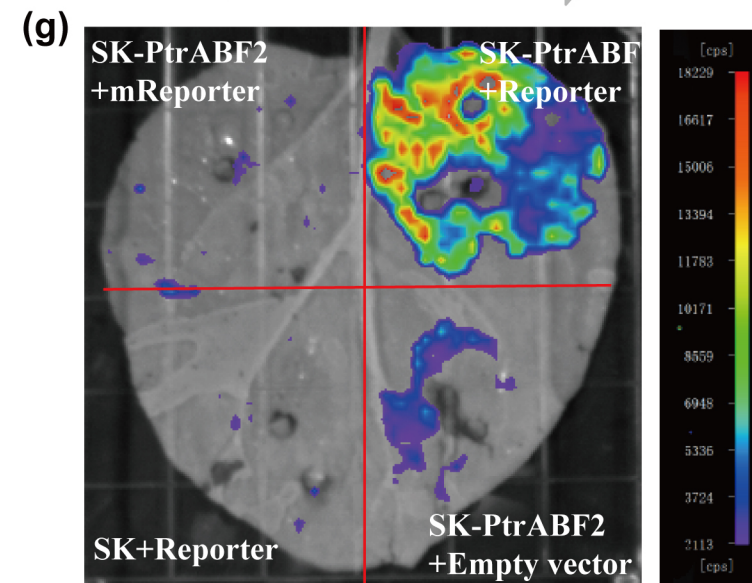 (g)
SK-PtrABF2
+mReporter
SK-PtrABF
+Reporter
SK+Reporter
SK-PtrABF2
+Empty vector
[cps]
18229
16617
15006
13394
11783
10171
8559
6948
5336
3724
2113
[cps]